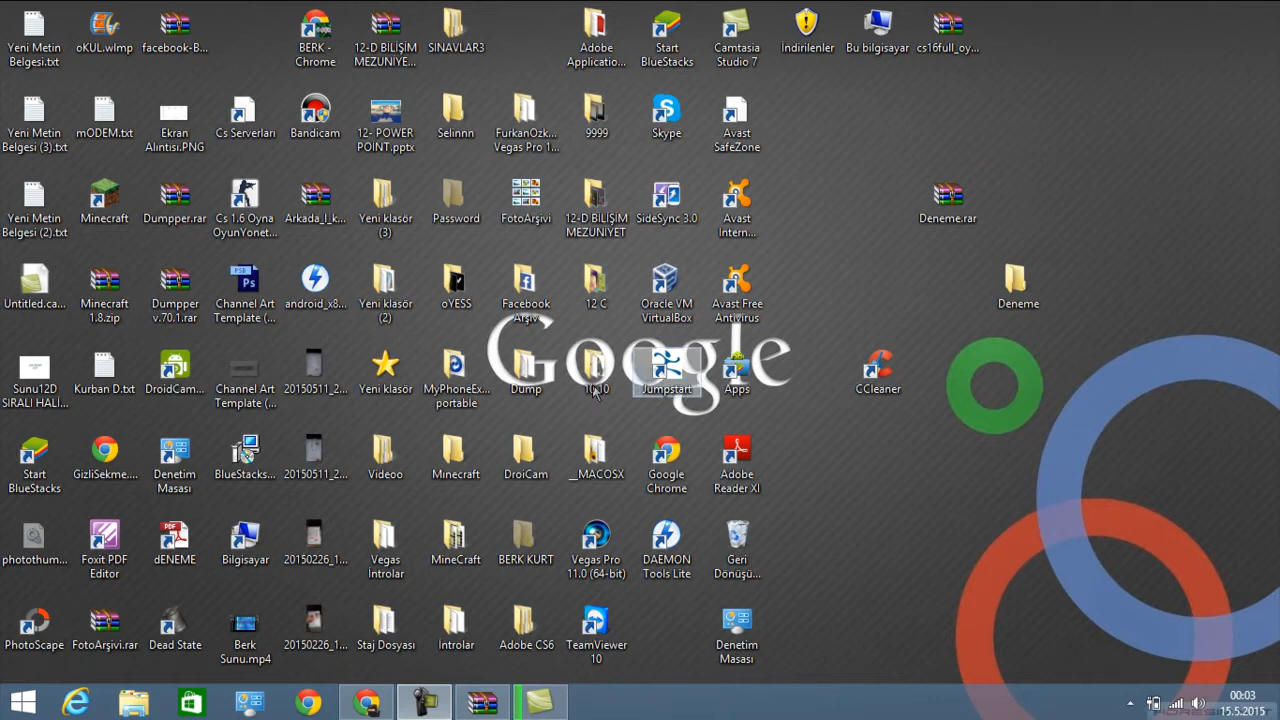 Yeni Metin
Belgesi.txt
oKUL.wlmp
facebook-B...
BERK -
Chrome
12-D BİLİŞİM
MEZUNİYE...
SINAVLAR3
Adobe
Applicatio...
Start
BlueStacks
Camtasia
Studio 7
İndirilenler
Bu bilgisayar
cs16full_oy...
Yeni Metin
Belgesi (3).txt
mODEM.txt
Ekran
Alıntısı.PNG
Cs Serverları
Bandicam
12- POWER
POINT.pptx
Selinnn
FurkanOzk...
Vegas Pro 1...
9999
Skype
Avast
SafeZone
Yeni Metin
Belgesi (2).txt
Minecraft
Dumpper.rar
Cs 1.6 Oyna
OyunYonet...
Arkada_l_k...
Yeni klasör
(3)
Password
FotoArşivi
12-D BİLİŞİM
MEZUNİYET
SideSync 3.0
Avast
Intern...
Deneme.rar
Untitled.ca...
Minecraft
1.8.zip
Dumpper
v.70.1.rar
Channel Art
Template (...
android_x8...
Yeni klasör
(2)
oYESS
Facebook
Arşiv
12 C
Oracle VM
VirtualBox
Avast Free
Antivirus
Deneme
Google
Sunu12D
SIRALI HALİ...
Kurban D.txt
DroidCam...
Channel Art
Template (...
20150511_2...
Yeni klasör
MyPhoneEx...
portable
Dump
Jumpstart
Apps
CCleaner
Start
BlueStacks
GizliSekme....
Denetim
Masası
BlueStacks...
20150511_2...
Videoo
Minecraft
DroiCam
__MACOSX
Google
Chrome
Adobe
Reader XI
photothum...
Foxit PDF
Editor
dENEME
Bilgisayar
20150226_1...
Vegas
İntrolar
MineCraft
BERK KURT
Vegas Pro
11.0 (64-bit)
DAEMON
Tools Lite
Geri
Dönüşü...
PhotoScape
FotoArşivi.rar
Dead State
Berk
Sunu.mp4
20150226_1...
Staj Dosyası
İntrolar
Adobe CS6
TeamViewer
10
Denetim
Masası
00:03
15.5.2015